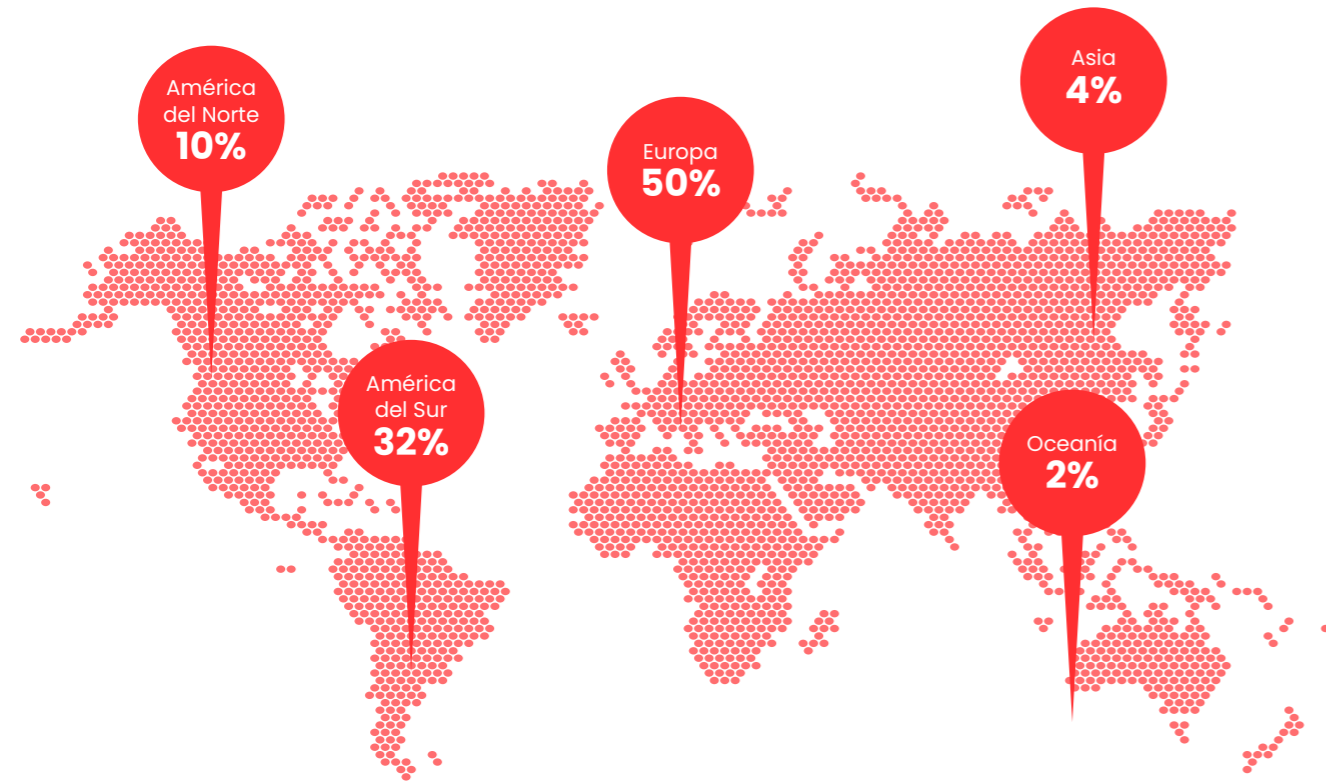 América
del Norte
10%
Europa
50%
Asia
4%
América
del Sur
32%
Oceanía
2%